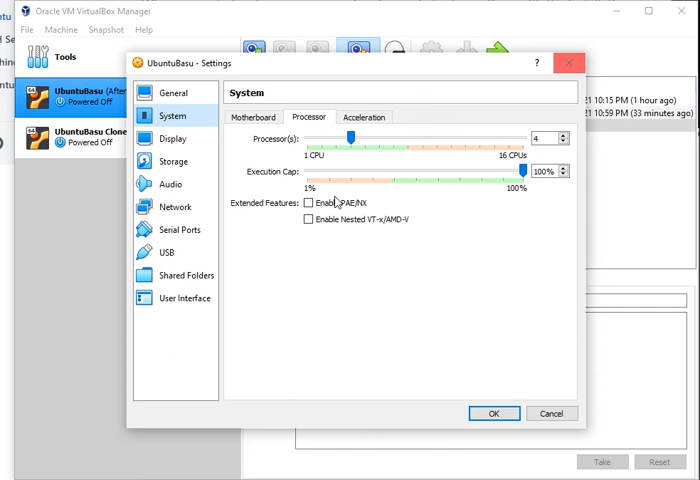 Oracle VM VirtualBox Manager
File Machine Snapshot Help
Tools
UbuntuBasu (After
Powered Off
UbuntuBasu Clone
Powered Off
21 10:15 PM (1 hour ago)
21 10:59 PM (33 minutes ago)
UbuntuBasu - Settings
General
System
Display
Storage
Audio
Network
Serial Ports
USB
Shared Folders
User Interface
System
Motherboard Processor Acceleration
Processor(s): 4
1 CPU 16 CPUs
Execution Cap: 100%
1% 100%
Extended Features: Enable PAE/NX
Enable Nested VT-x/AMD-V
OK Cancel
Take Reset